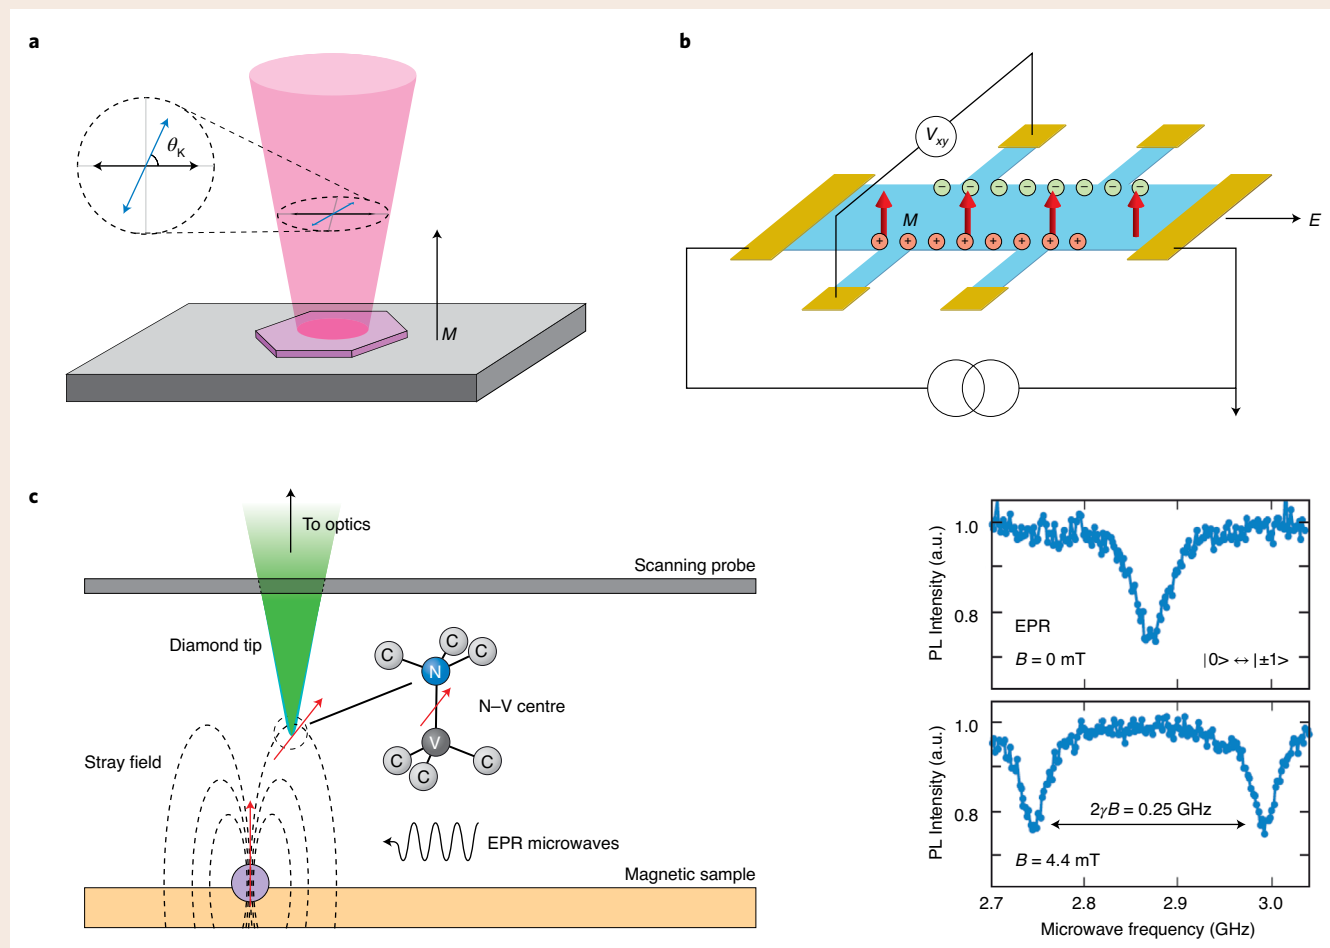 a
θK
M
b
Vxy
− − − − − − − −
M
E
+ + + + + + + +
c
To optics
Scanning probe
Diamond tip
C
C
C
N
N–V centre
V
C
C
C
Stray field
EPR microwaves
Magnetic sample
PL Intensity (a.u.)
1.0
0.8
EPR
B = 0 mT
|0> ↔ |±1>
PL Intensity (a.u.)
1.0
0.8
2γB = 0.25 GHz
B = 4.4 mT
2.7 2.8 2.9 3.0
Microwave frequency (GHz)